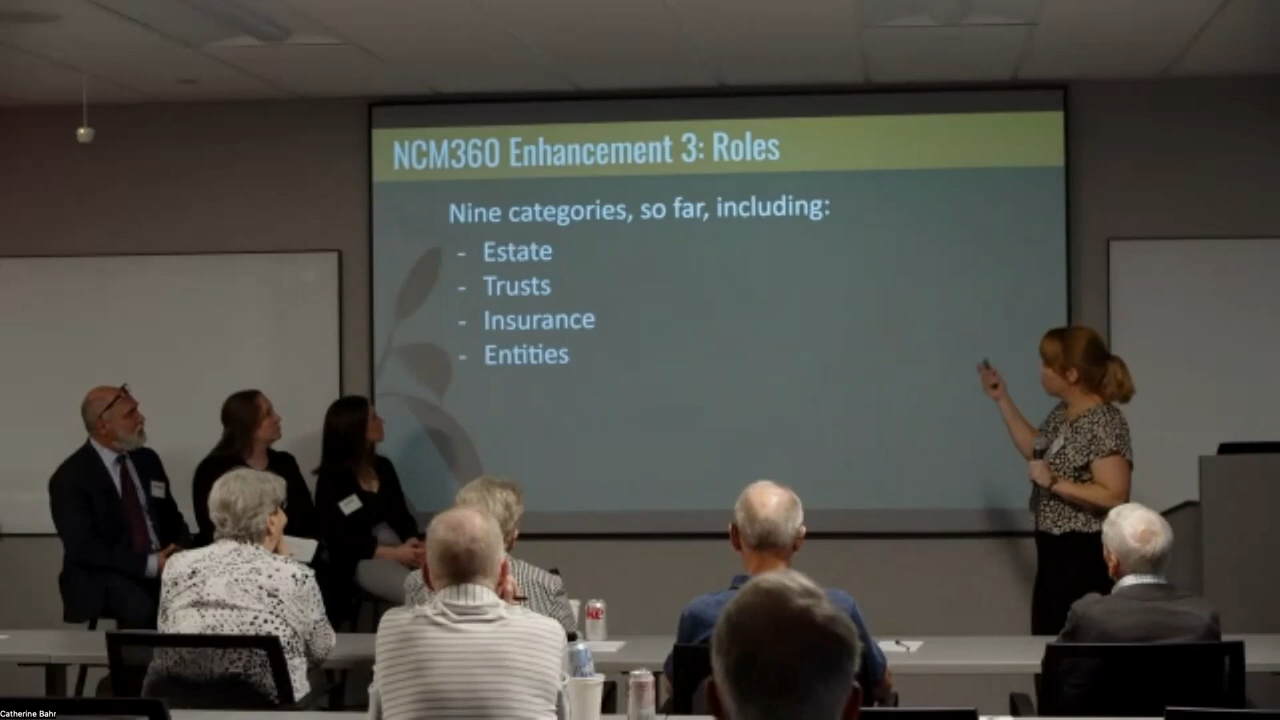 NCM360 Enhancement 3: Roles
Nine categories, so far, including:
- Estate
- Trusts
- Insurance
- Entities
Catherine Bahr